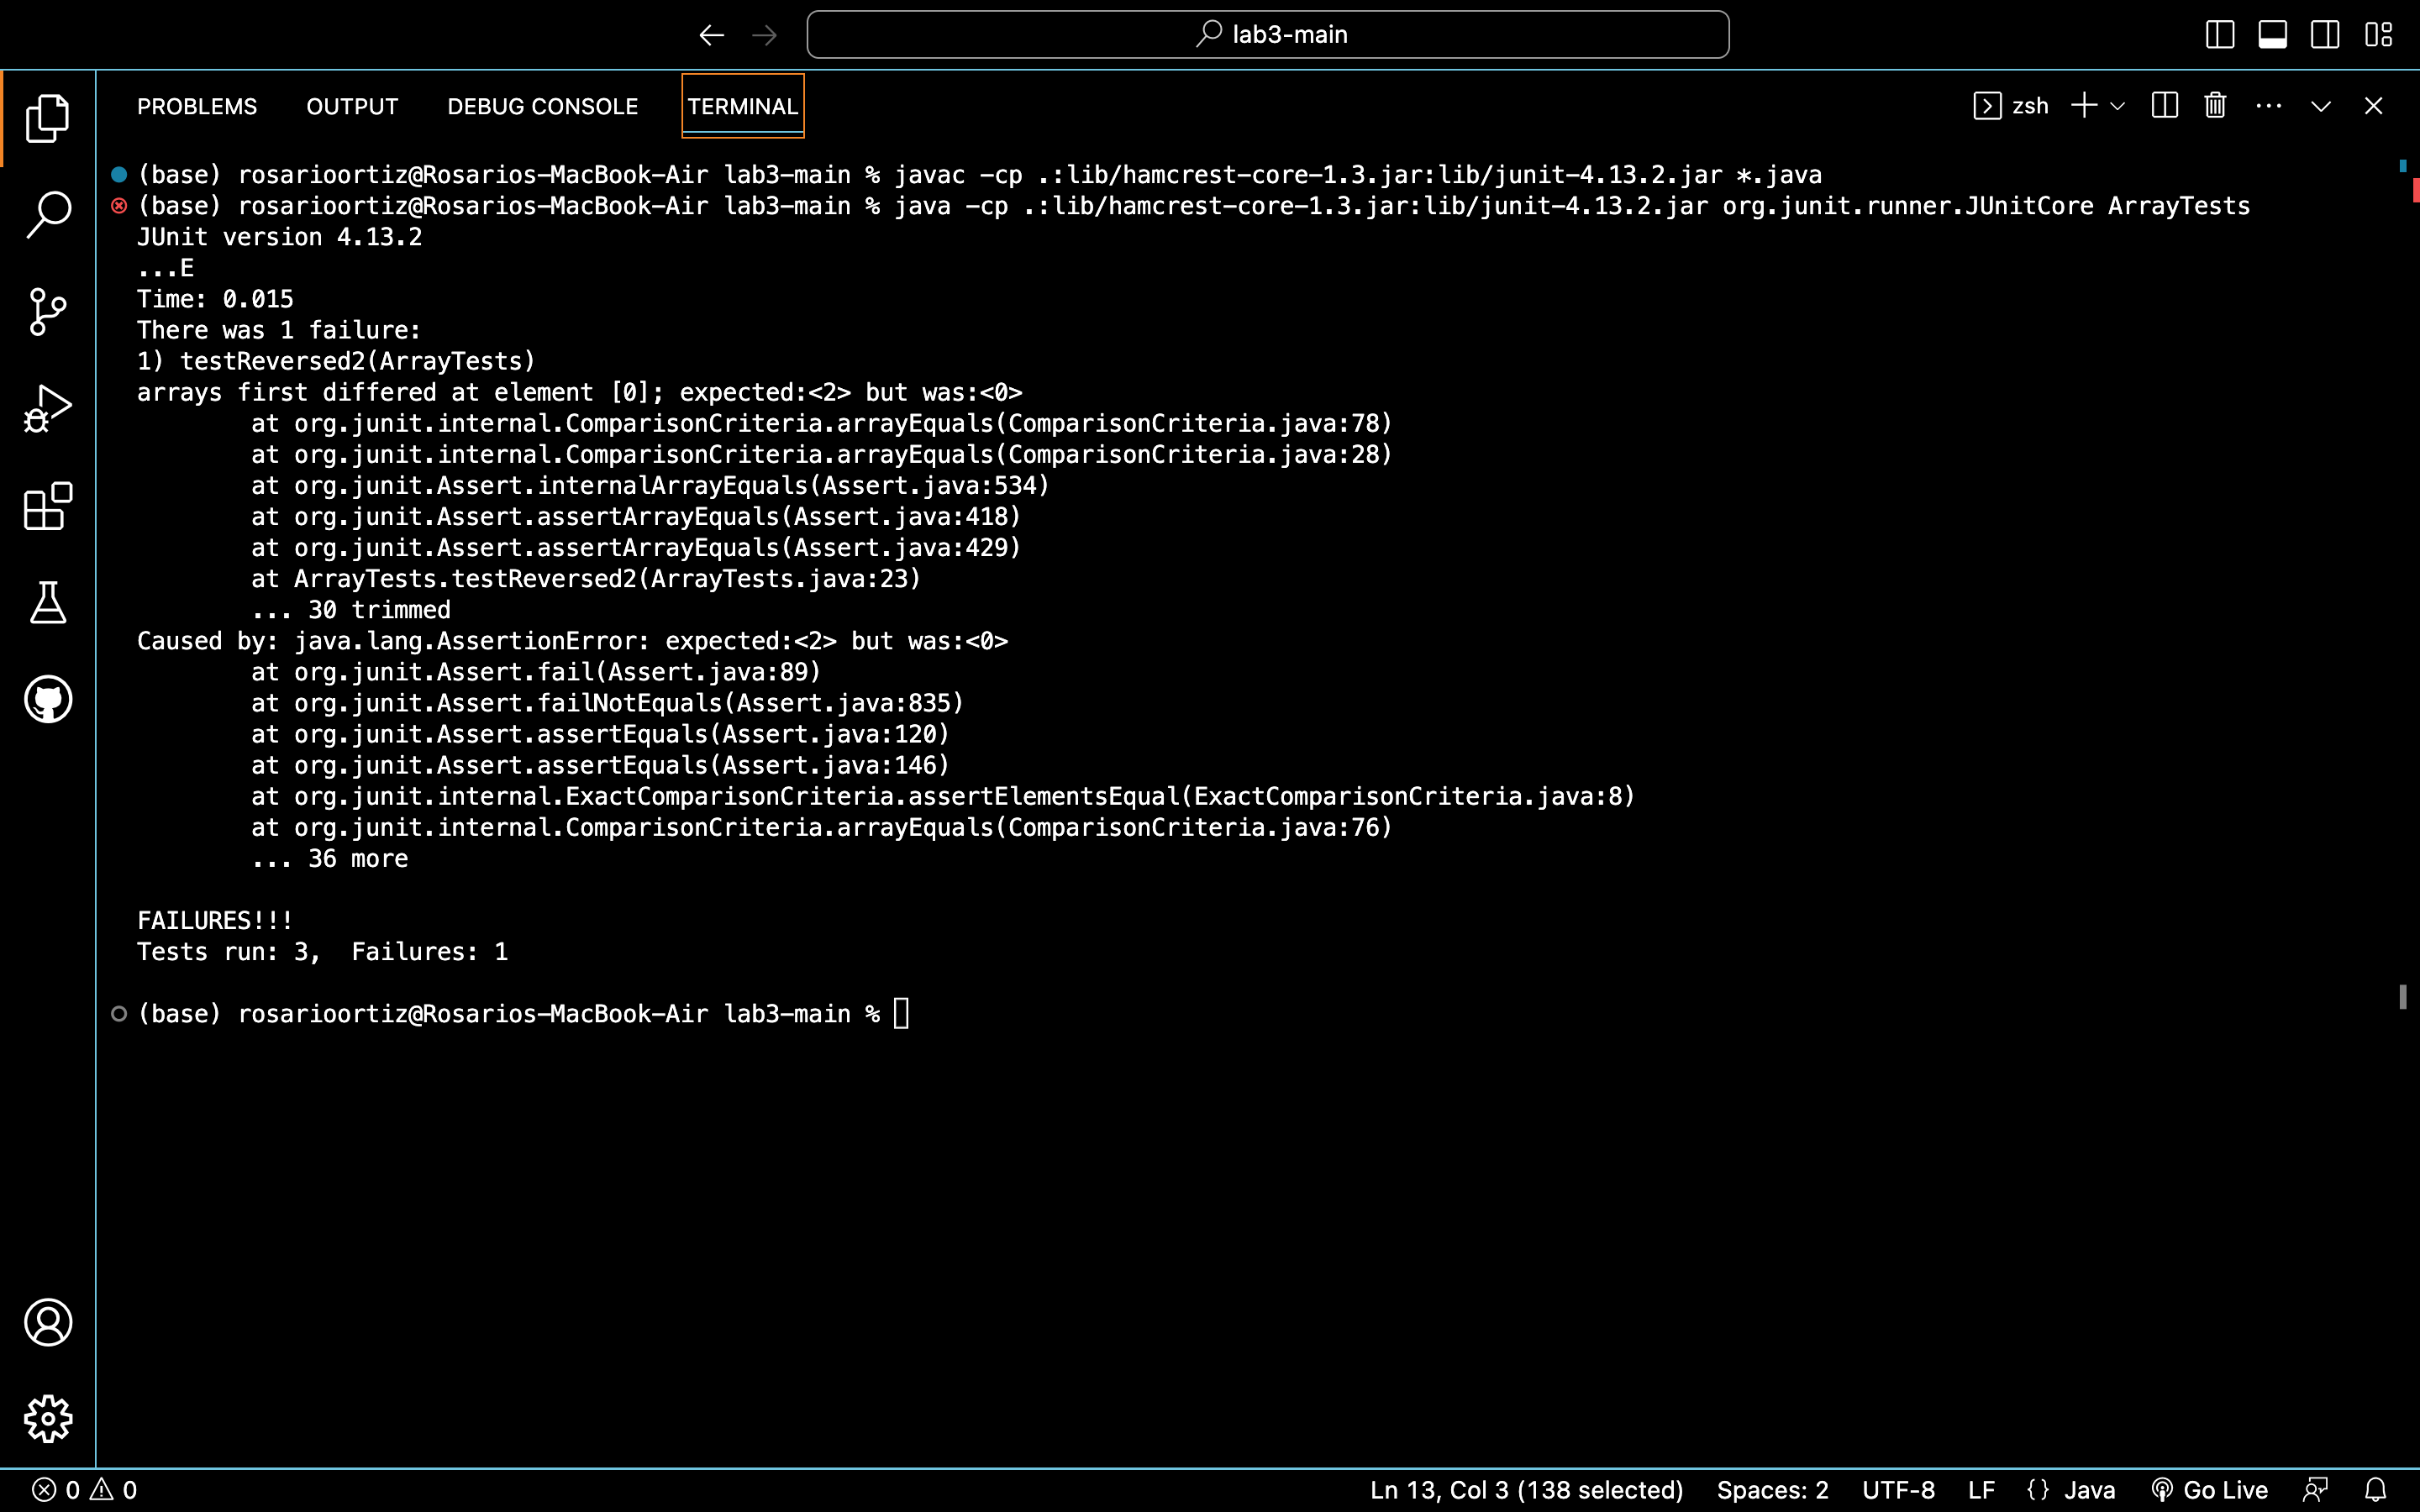 lab3-main
PROBLEMS OUTPUT DEBUG CONSOLE TERMINAL zsh
(base) rosarioortiz@Rosarios-MacBook-Air lab3-main % javac -cp .:lib/hamcrest-core-1.3.jar:lib/junit-4.13.2.jar *.java
(base) rosarioortiz@Rosarios-MacBook-Air lab3-main % java -cp .:lib/hamcrest-core-1.3.jar:lib/junit-4.13.2.jar org.junit.runner.JUnitCore ArrayTests
JUnit version 4.13.2
...E
Time: 0.015
There was 1 failure:
1) testReversed2(ArrayTests)
arrays first differed at element [0]; expected:<2> but was:<0>
at org.junit.internal.ComparisonCriteria.arrayEquals(ComparisonCriteria.java:78)
at org.junit.internal.ComparisonCriteria.arrayEquals(ComparisonCriteria.java:28)
at org.junit.Assert.internalArrayEquals(Assert.java:534)
at org.junit.Assert.assertArrayEquals(Assert.java:418)
at org.junit.Assert.assertArrayEquals(Assert.java:429)
at ArrayTests.testReversed2(ArrayTests.java:23)
... 30 trimmed
Caused by: java.lang.AssertionError: expected:<2> but was:<0>
at org.junit.Assert.fail(Assert.java:89)
at org.junit.Assert.failNotEquals(Assert.java:835)
at org.junit.Assert.assertEquals(Assert.java:120)
at org.junit.Assert.assertEquals(Assert.java:146)
at org.junit.internal.ExactComparisonCriteria.assertElementsEqual(ExactComparisonCriteria.java:8)
at org.junit.internal.ComparisonCriteria.arrayEquals(ComparisonCriteria.java:76)
... 36 more
FAILURES!!!
Tests run: 3,  Failures: 1
(base) rosarioortiz@Rosarios-MacBook-Air lab3-main %
0 0 Ln 13, Col 3 (138 selected) Spaces: 2 UTF-8 LF {} Java Go Live